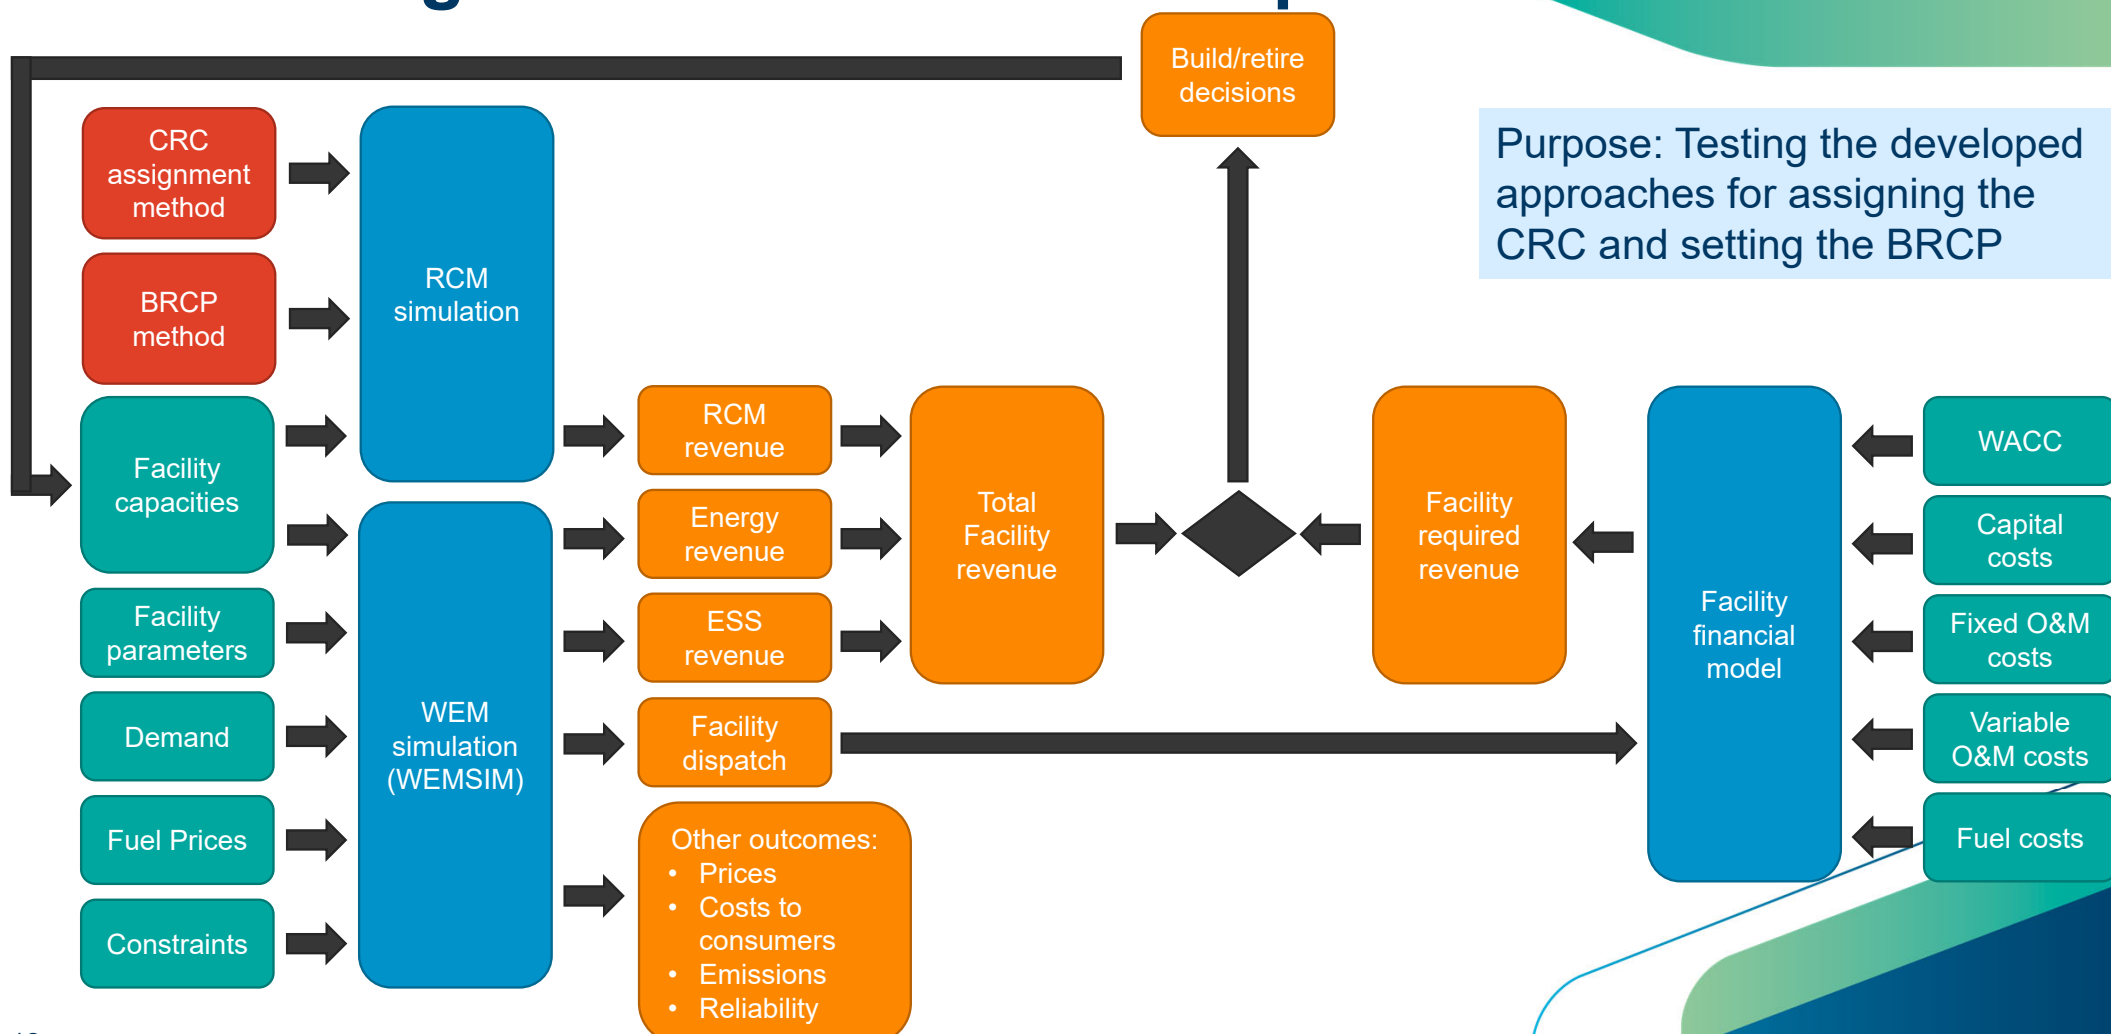 Build/retire
decisions
Purpose: Testing the developed
approaches for assigning the
CRC and setting the BRCP
CRC
assignment
method
BRCP
method
RCM
simulation
Facility
capacities
Facility
parameters
Demand
Fuel Prices
Constraints
WEM
simulation
(WEMSIM)
RCM
revenue
Energy
revenue
ESS
revenue
Facility
dispatch
Other outcomes:
• Prices
• Costs to
consumers
• Emissions
• Reliability
Total
Facility
revenue
Facility
required
revenue
Facility
financial
model
WACC
Capital
costs
Fixed O&M
costs
Variable
O&M costs
Fuel costs